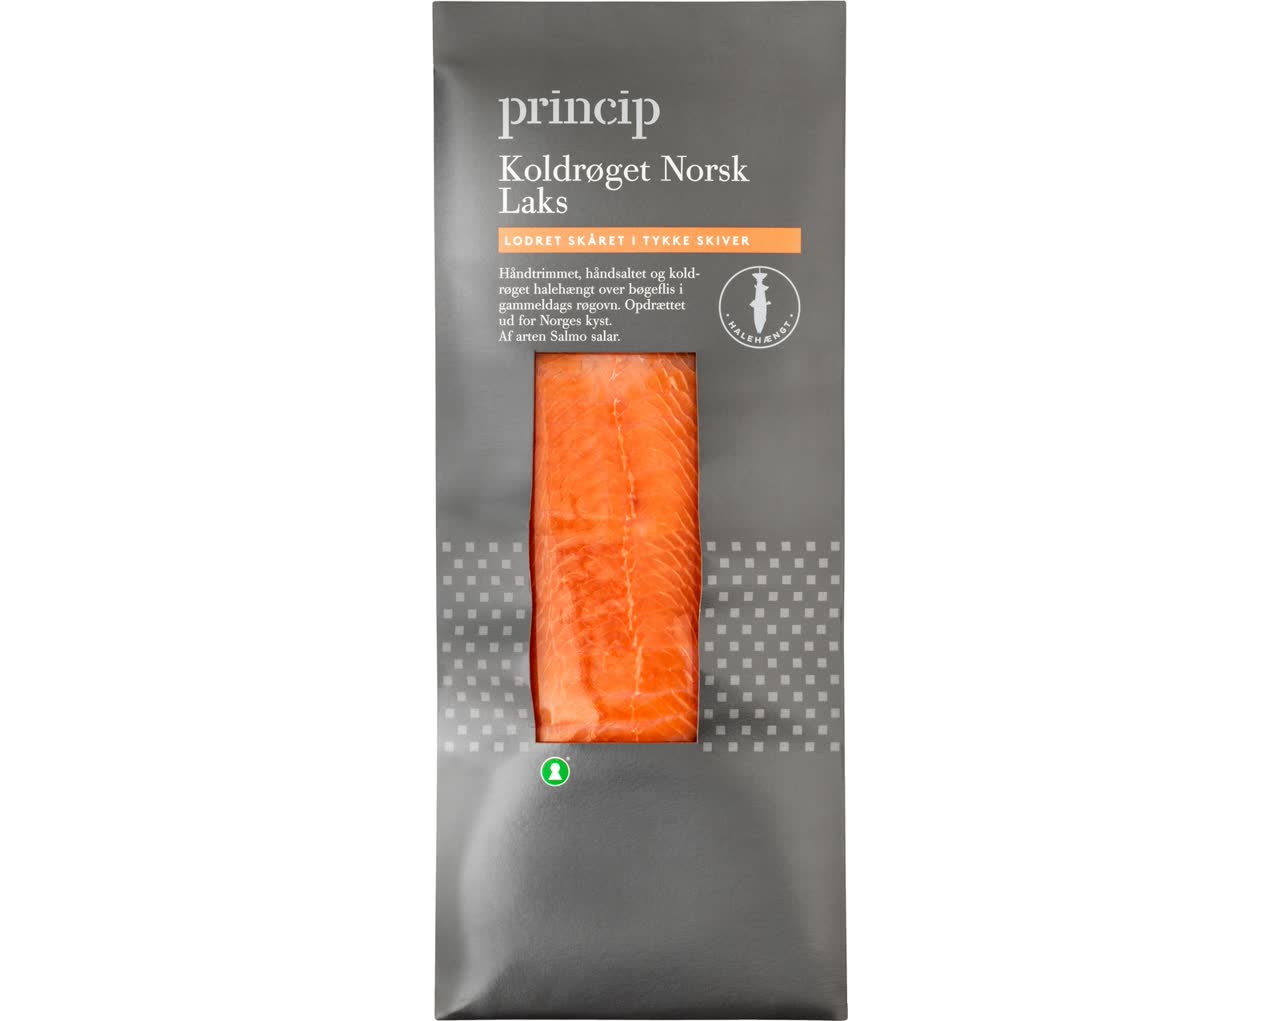 princip
Koldrøget Norsk
Laks
LODRET SKÅRET I TYKKE SKIVER
Håndtrimmet, håndsaltet og kold-
røget halehængt over bøgeflis i
gammeldags røgovn. Opdrættet
ud for Norges kyst.
Af arten Salmo salar.
• HALEHÆNGT •